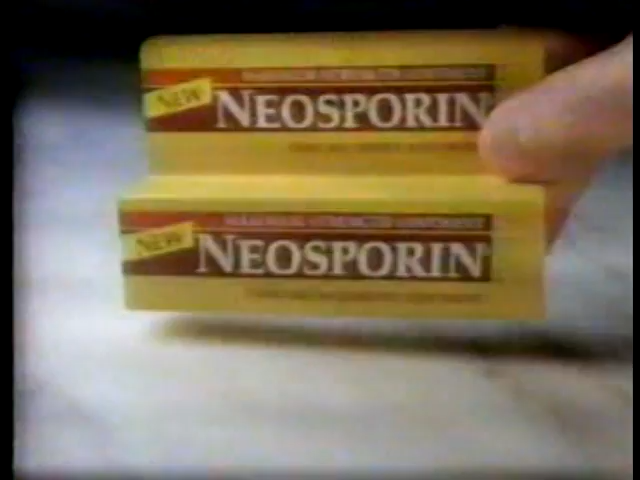 NEW
MAXIMUM STRENGTH OINTMENT
NEOSPORIN
NEW
MAXIMUM STRENGTH OINTMENT
NEOSPORIN